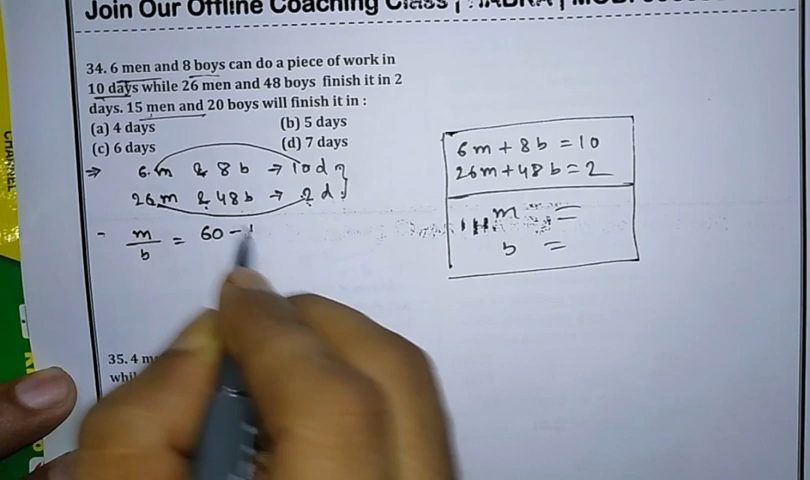 Join Our Offline Coaching Class
34. 6 men and 8 boys can do a piece of work in
10 days while 26 men and 48 boys finish it in 2
days. 15 men and 20 boys will finish it in :
(a) 4 days (b) 5 days
(c) 6 days (d) 7 days
⇒ 6 m & 8 b → 10 d
26 m & 48 b → 2 d
m/b = 60 -
6m + 8b = 10
26m + 48b = 2
m =
b =
35. 4 m
whil
CHANNEL